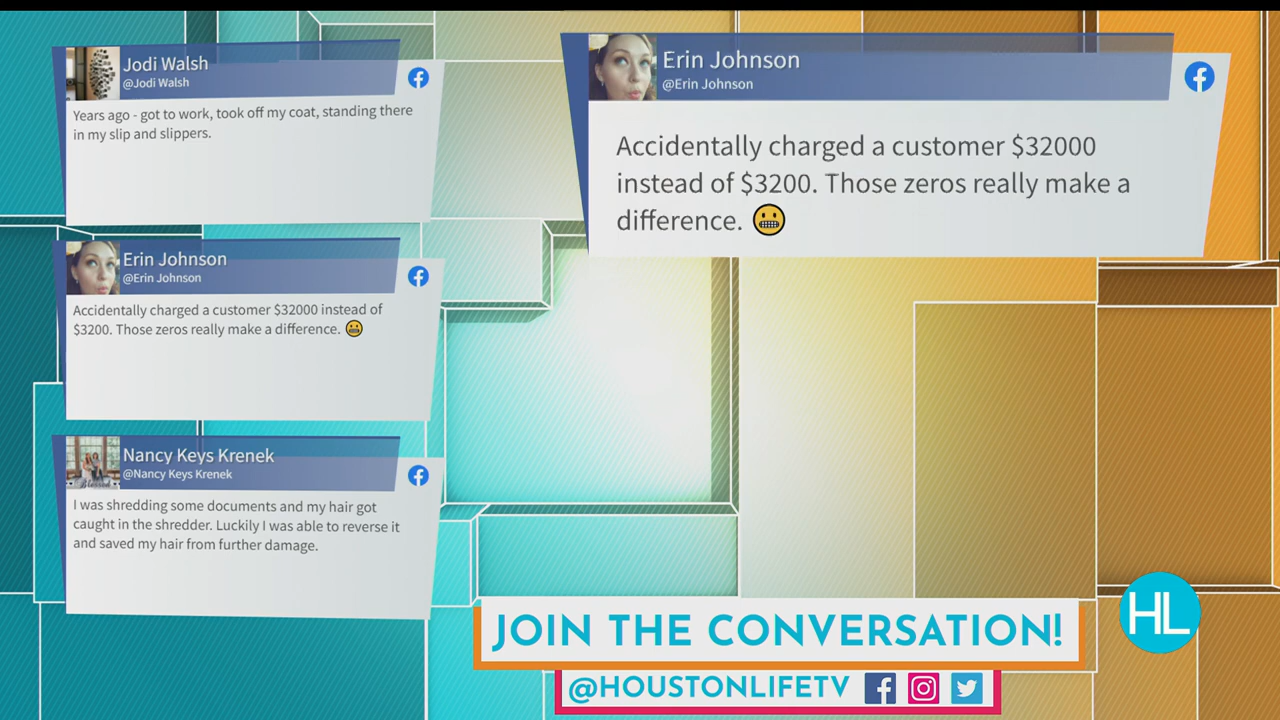 Jodi Walsh
@Jodi Walsh
Years ago - got to work, took off my coat, standing there
in my slip and slippers.
Erin Johnson
@Erin Johnson
Accidentally charged a customer $32000 instead of
$3200. Those zeros really make a difference. 😬
Nancy Keys Krenek
@Nancy Keys Krenek
I was shredding some documents and my hair got
caught in the shredder. Luckily I was able to reverse it
and saved my hair from further damage.
Erin Johnson
@Erin Johnson
Accidentally charged a customer $32000
instead of $3200. Those zeros really make a
difference. 😬
JOIN THE CONVERSATION!
@HOUSTONLIFETV
HL